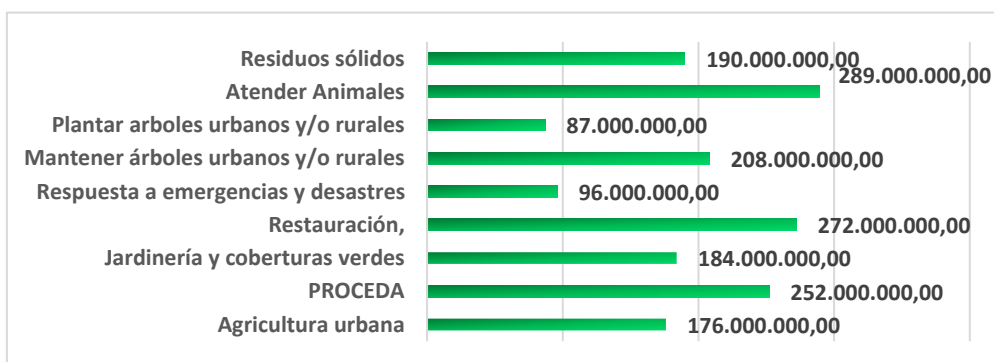 Residuos sólidos 190.000.000,00
Atender Animales 289.000.000,00
Plantar arboles urbanos y/o rurales 87.000.000,00
Mantener árboles urbanos y/o rurales 208.000.000,00
Respuesta a emergencias y desastres 96.000.000,00
Restauración, 272.000.000,00
Jardinería y coberturas verdes 184.000.000,00
PROCEDA 252.000.000,00
Agricultura urbana 176.000.000,00